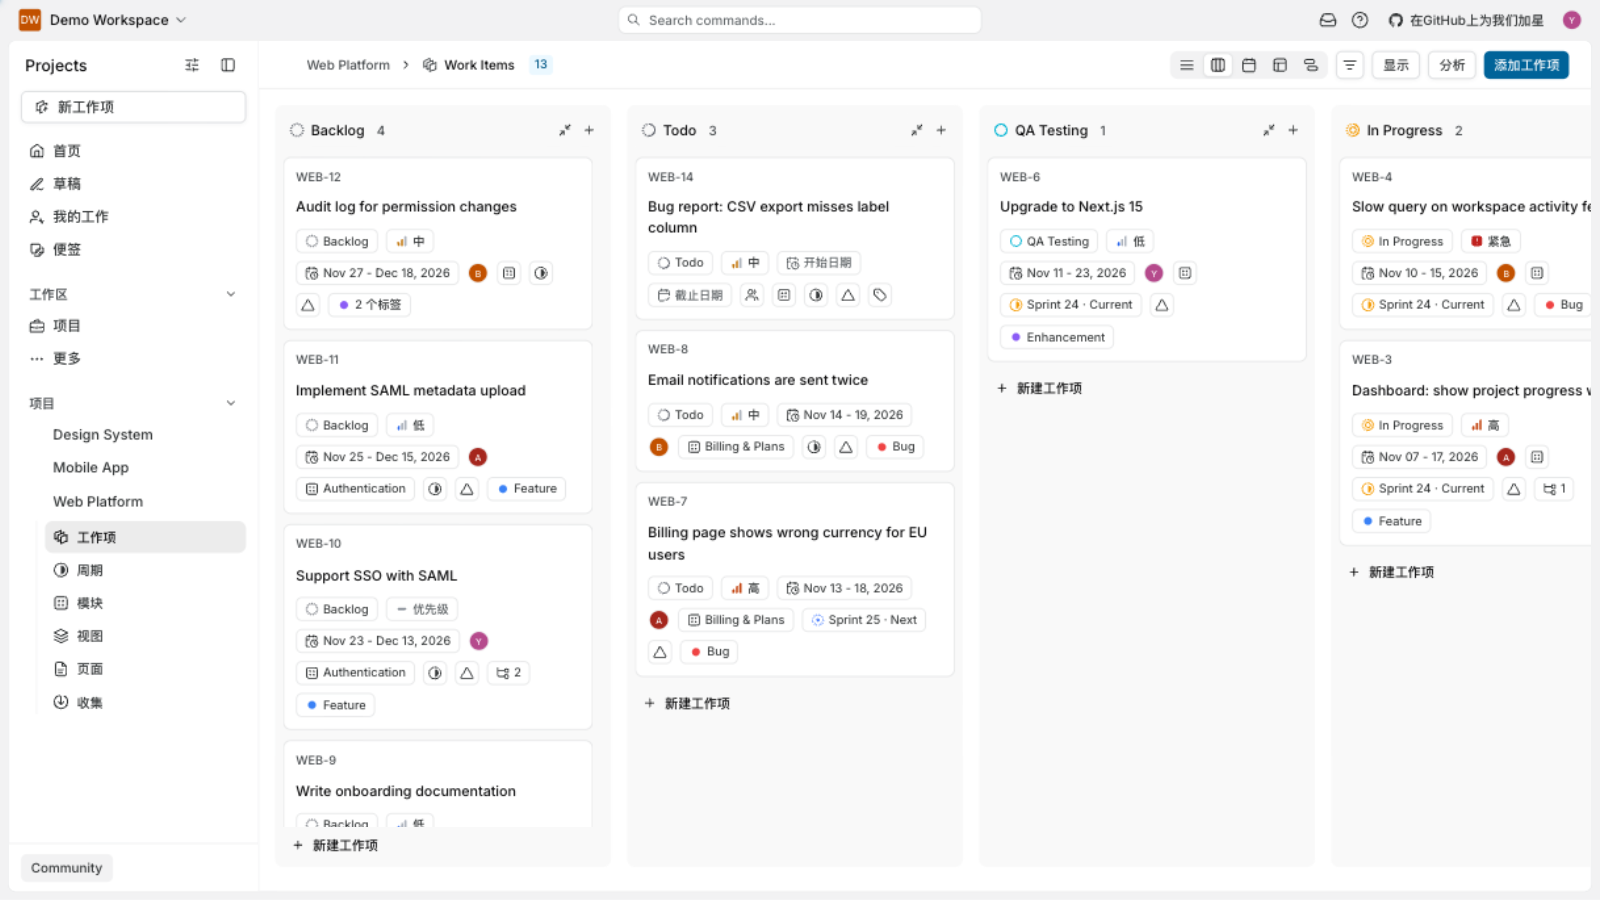 DW Demo Workspace
Search commands...
在GitHub上为我们加星
Y
Projects
新工作项
首页
草稿
我的工作
便签
工作区
项目
更多
项目
Design System
Mobile App
Web Platform
工作项
周期
模块
视图
页面
收集
Community
Web Platform
Work Items 13
显示
分析
添加工作项
Backlog 4
WEB-12
Audit log for permission changes
Backlog 中
Nov 27 - Dec 18, 2026 B
2 个标签
WEB-11
Implement SAML metadata upload
Backlog 低
Nov 25 - Dec 15, 2026 A
Authentication Feature
WEB-10
Support SSO with SAML
Backlog 优先级
Nov 23 - Dec 13, 2026 Y
Authentication 2
Feature
WEB-9
Write onboarding documentation
Backlog 低
新建工作项
Todo 3
WEB-14
Bug report: CSV export misses label
column
Todo 中 开始日期
截止日期
WEB-8
Email notifications are sent twice
Todo 中 Nov 14 - 19, 2026
B Billing & Plans Bug
WEB-7
Billing page shows wrong currency for EU
users
Todo 高 Nov 13 - 18, 2026
A Billing & Plans Sprint 25 · Next
Bug
新建工作项
QA Testing 1
WEB-6
Upgrade to Next.js 15
QA Testing 低
Nov 11 - 23, 2026 Y
Sprint 24 · Current
Enhancement
新建工作项
In Progress 2
WEB-4
Slow query on workspace activity
In Progress 紧急
Nov 10 - 15, 2026 B
Sprint 24 · Current Bug
WEB-3
Dashboard: show project progress
In Progress 高
Nov 07 - 17, 2026 A
Sprint 24 · Current 1
Feature
新建工作项